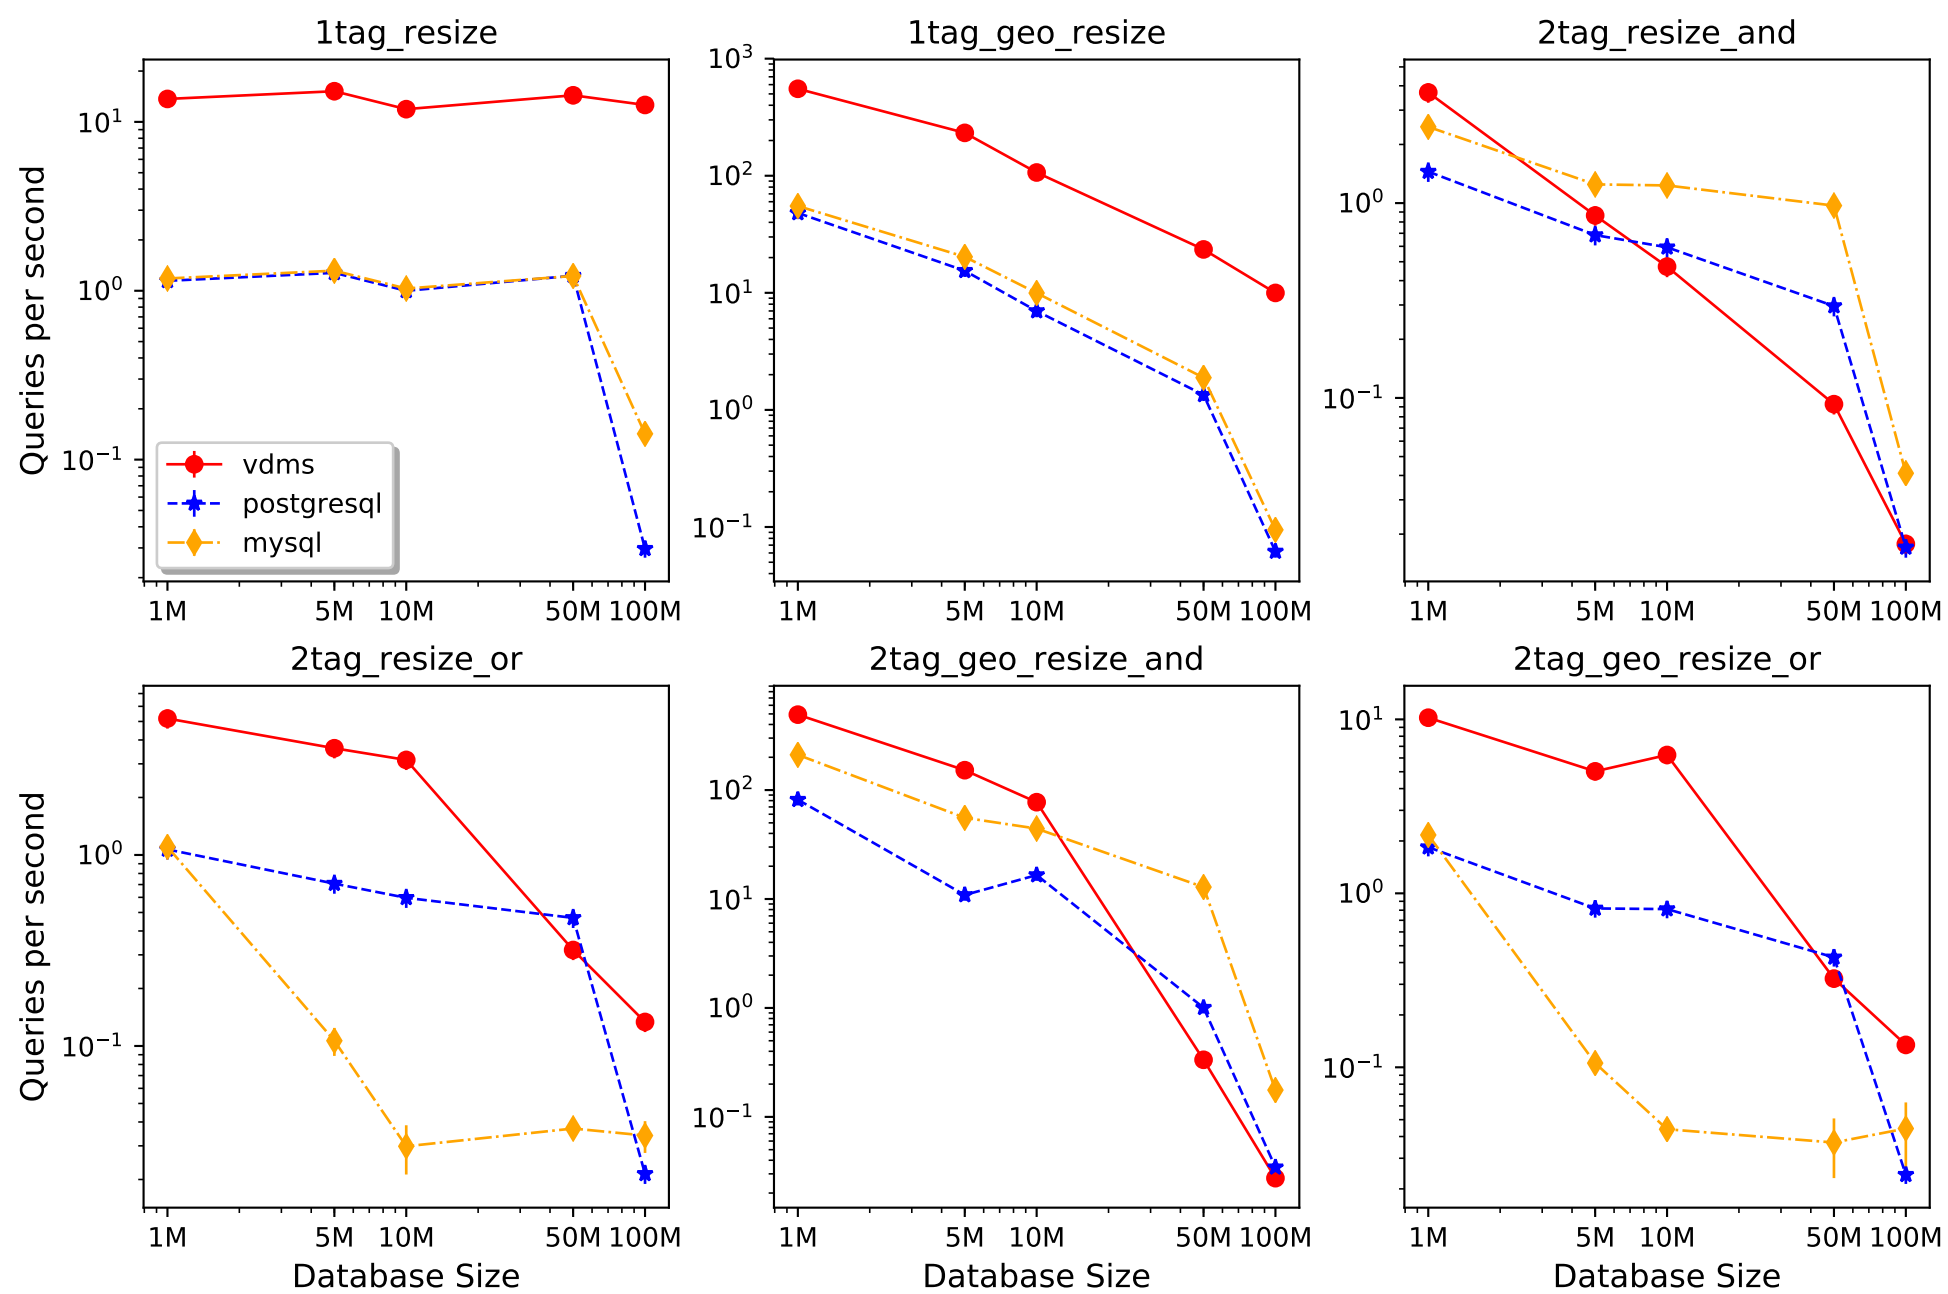 1tag_resize
Queries per second
10¹
10⁰
10⁻¹
vdms
postgresql
mysql
1M 5M 10M 50M 100M
1tag_geo_resize
10³
10²
10¹
10⁰
10⁻¹
1M 5M 10M 50M 100M
2tag_resize_and
10⁰
10⁻¹
1M 5M 10M 50M 100M
2tag_resize_or
Queries per second
10⁰
10⁻¹
1M 5M 10M 50M 100M
Database Size
2tag_geo_resize_and
10²
10¹
10⁰
10⁻¹
1M 5M 10M 50M 100M
Database Size
2tag_geo_resize_or
10¹
10⁰
10⁻¹
1M 5M 10M 50M 100M
Database Size